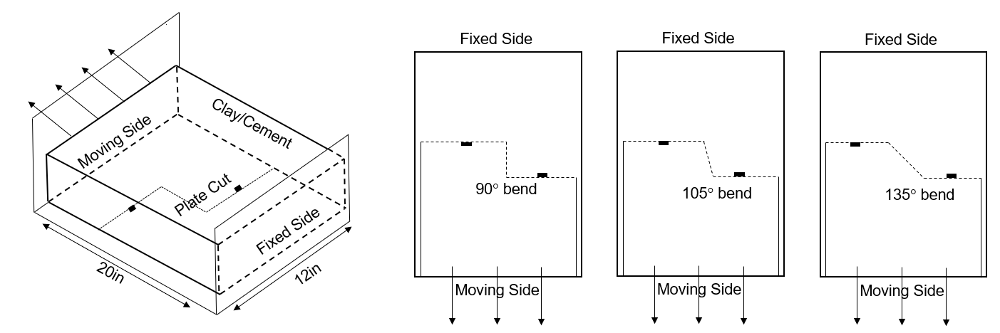 Moving Side
Clay/Cement
Plate Cut
Fixed Side
20in
12in
Fixed Side
90° bend
Moving Side
Fixed Side
105° bend
Moving Side
Fixed Side
135° bend
Moving Side